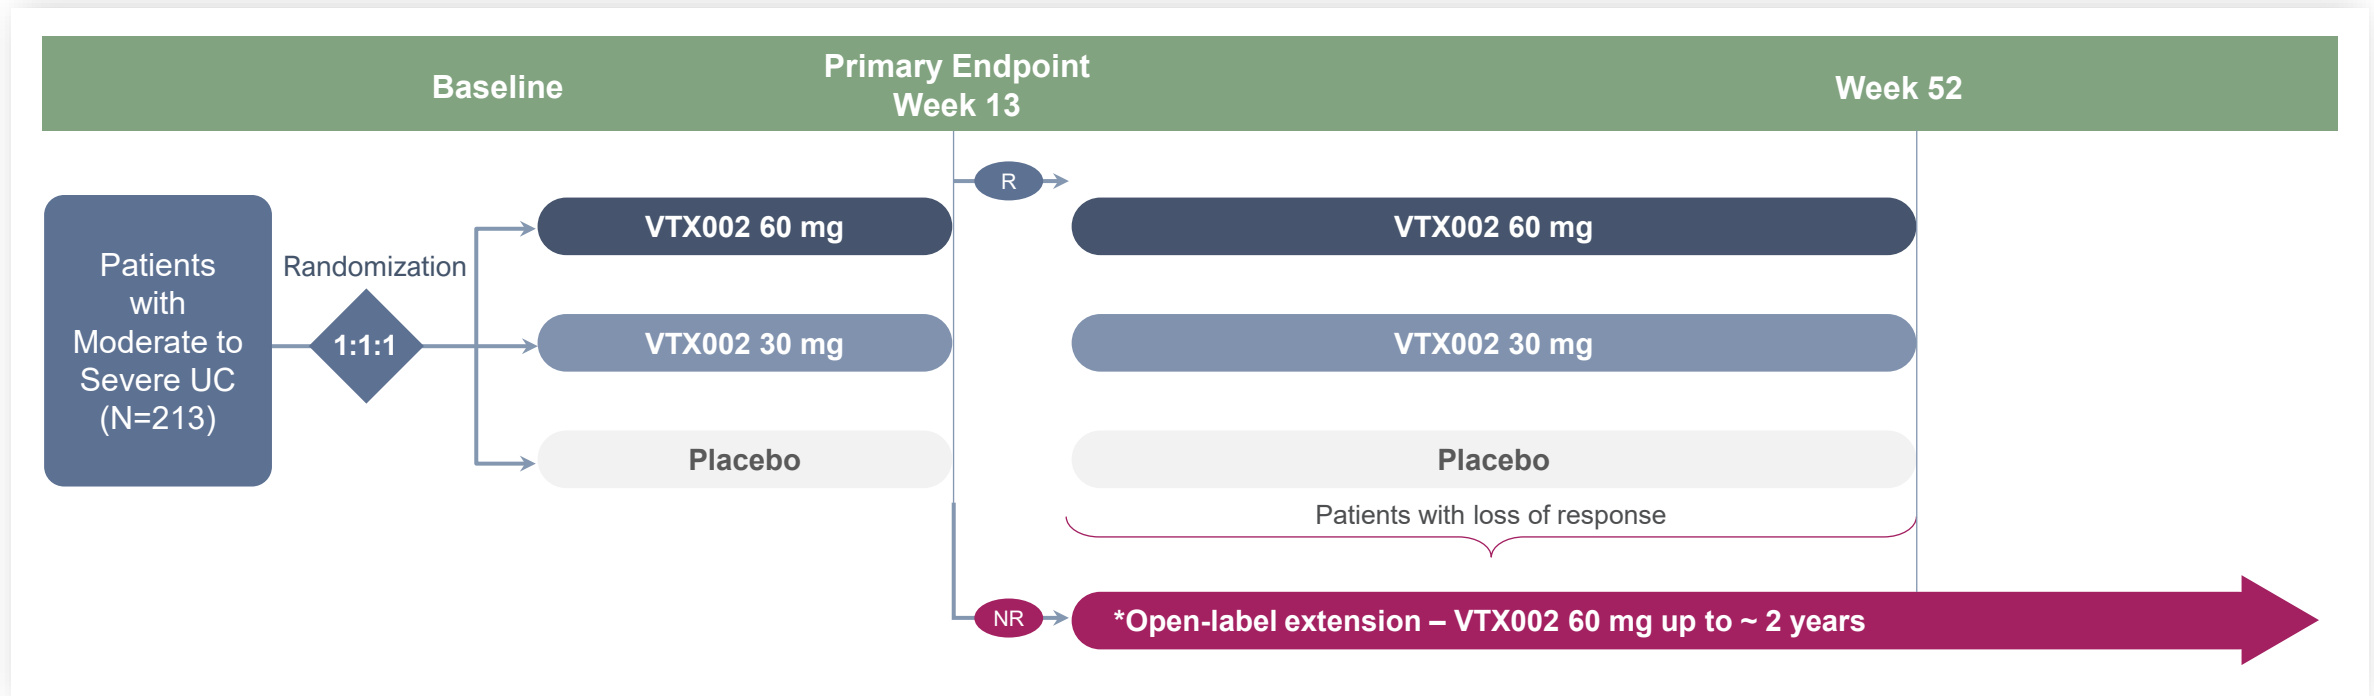 Baseline
Primary Endpoint
Week 13
Week 52
Patients
with
Moderate to
Severe UC
(N=213)
Randomization
1:1:1
VTX002 60 mg
VTX002 30 mg
Placebo
R
VTX002 60 mg
VTX002 30 mg
Placebo
Patients with loss of response
NR
*Open-label extension – VTX002 60 mg up to ~ 2 years